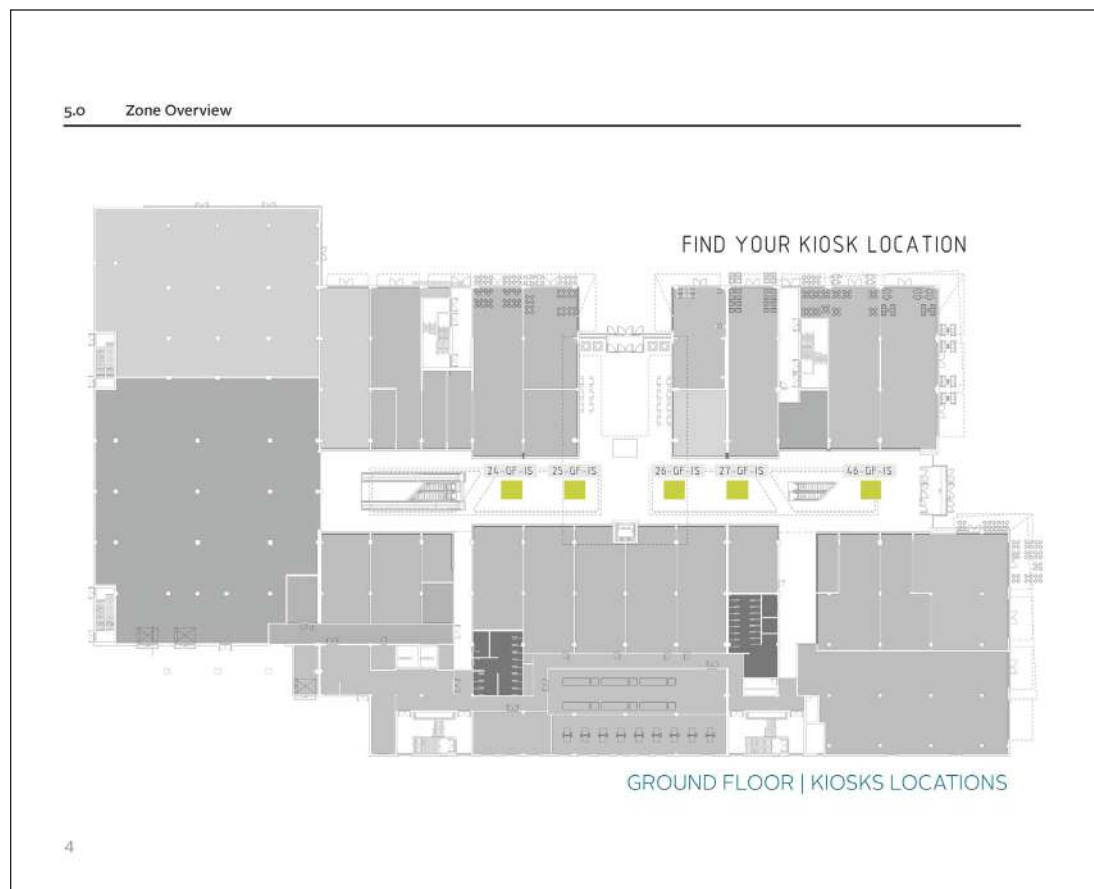 5.0 Zone Overview
FIND YOUR KIOSK LOCATION
24-GF-IS 25-GF-IS 26-GF-IS 27-GF-IS 46-GF-IS
GROUND FLOOR | KIOSKS LOCATIONS
4